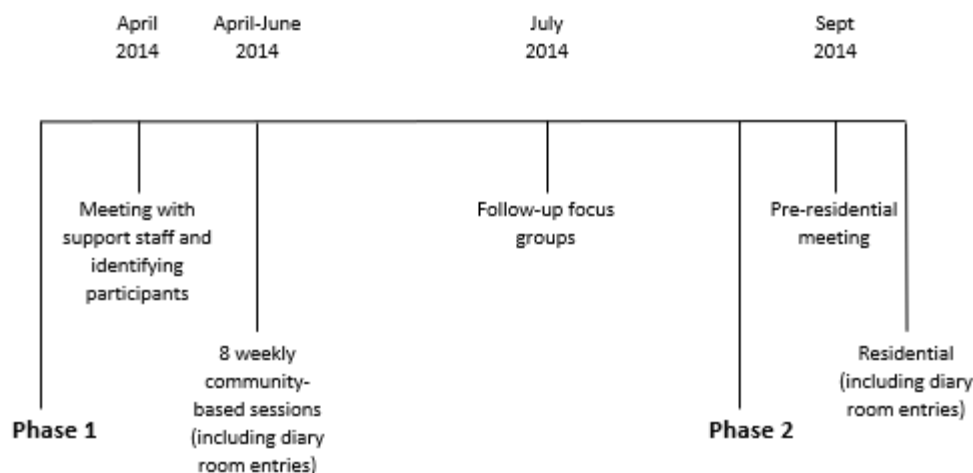 April
2014
April-June
2014
July
2014
Sept
2014
Meeting with
support staff and
identifying
participants
Follow-up focus
groups
Pre-residential
meeting
8 weekly
community-
based sessions
(including diary
room entries)
Residential
(including diary
room entries)
Phase 1
Phase 2